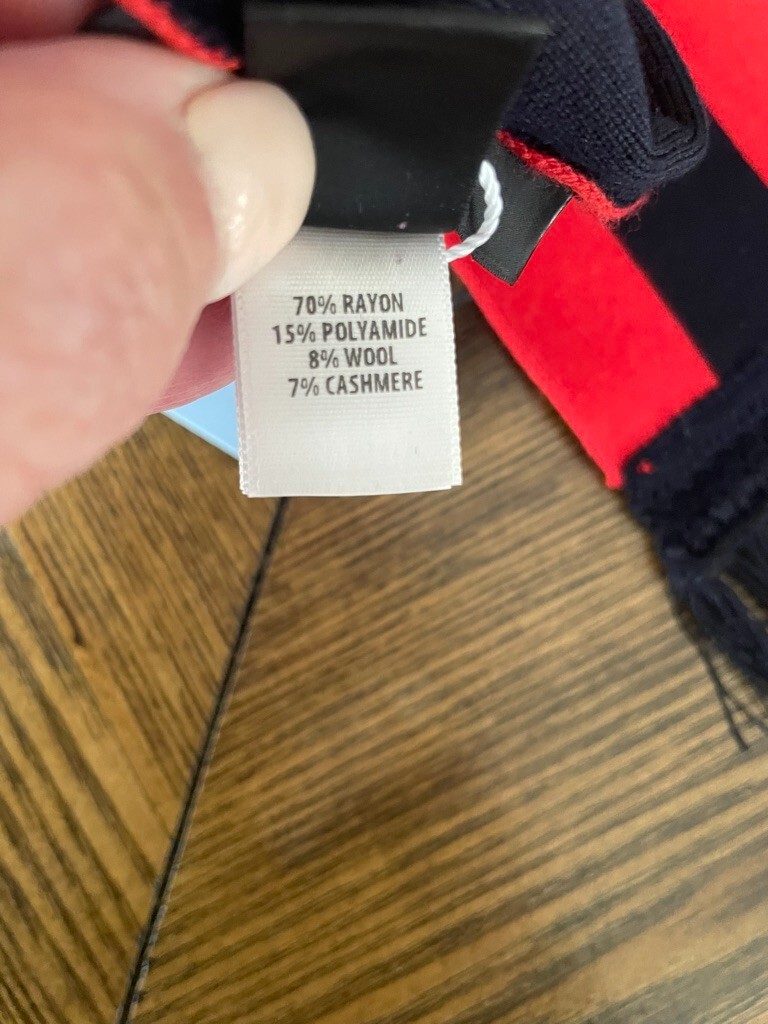 70% RAYON
15% POLYAMIDE
8% WOOL
7% CASHMERE